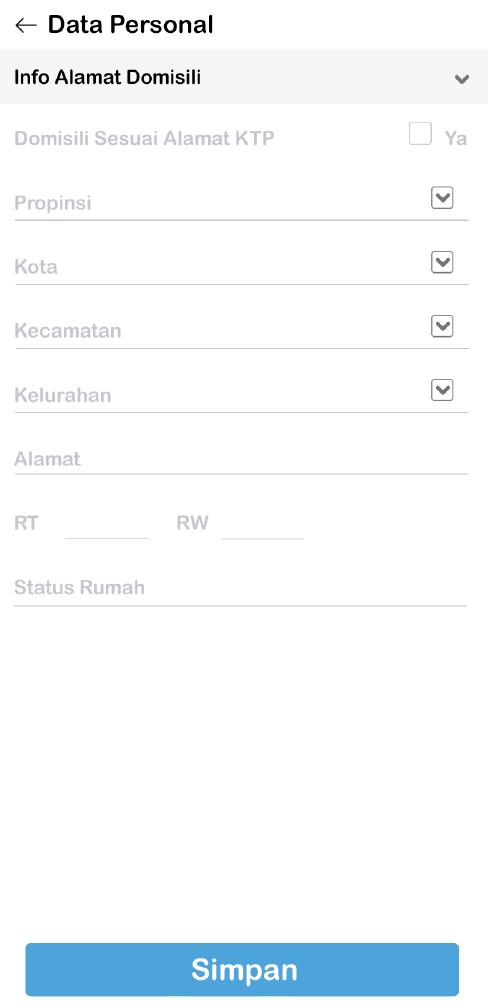 Data Personal
Info Alamat Domisili
Domisili Sesuai Alamat KTP Ya
Propinsi
Kota
Kecamatan
Kelurahan
Alamat
RT RW
Status Rumah
Simpan